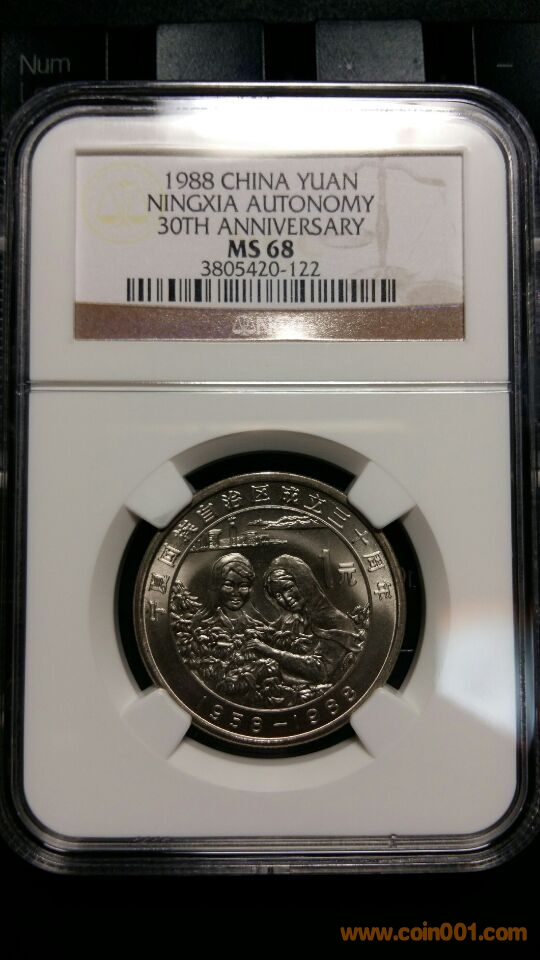 Num
1988 CHINA YUAN
NINGXIA AUTONOMY
30TH ANNIVERSARY
MS 68
3805420-122
宁夏回族自治区成立三十周年
1元
1958-1988
www.coin001.com